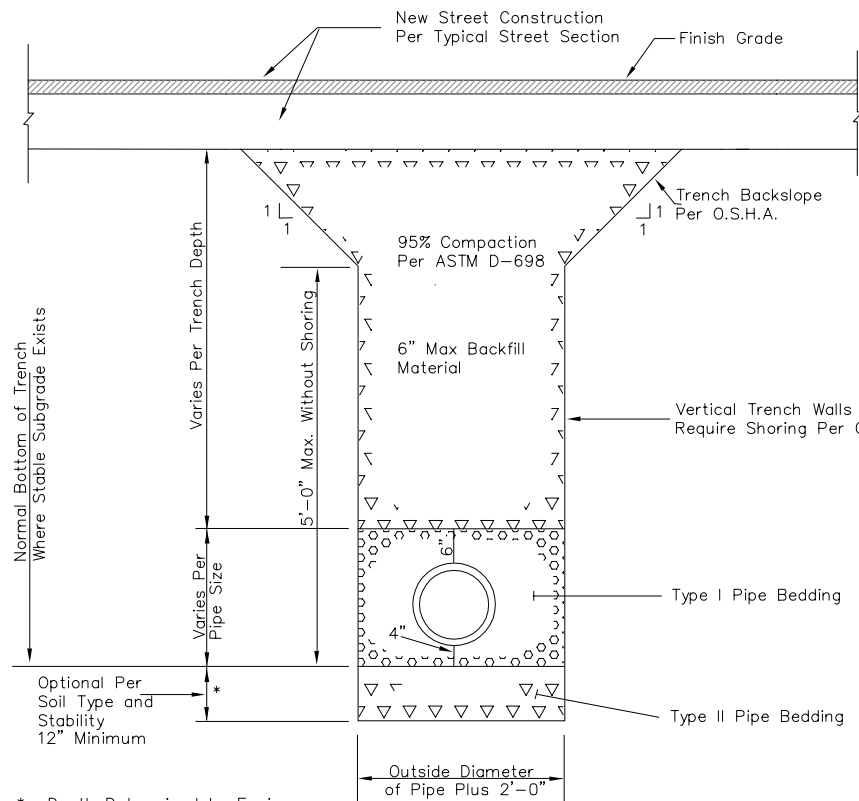 New Street Construction
Per Typical Street Section
Finish Grade
Trench Backslope
Per O.S.H.A.
1
1
1
1
95% Compaction
Per ASTM D-698
6" Max Backfill
Material
Varies Per Trench Depth
5'-0" Max. Without Shoring
Normal Bottom of Trench
Where Stable Subgrade Exists
Vertical Trench Walls
Require Shoring Per
6"
Varies Per
Pipe Size
4"
Type I Pipe Bedding
Optional Per
Soil Type and
Stability
12" Minimum
*
Type II Pipe Bedding
Outside Diameter
of Pipe Plus 2'-0"
*